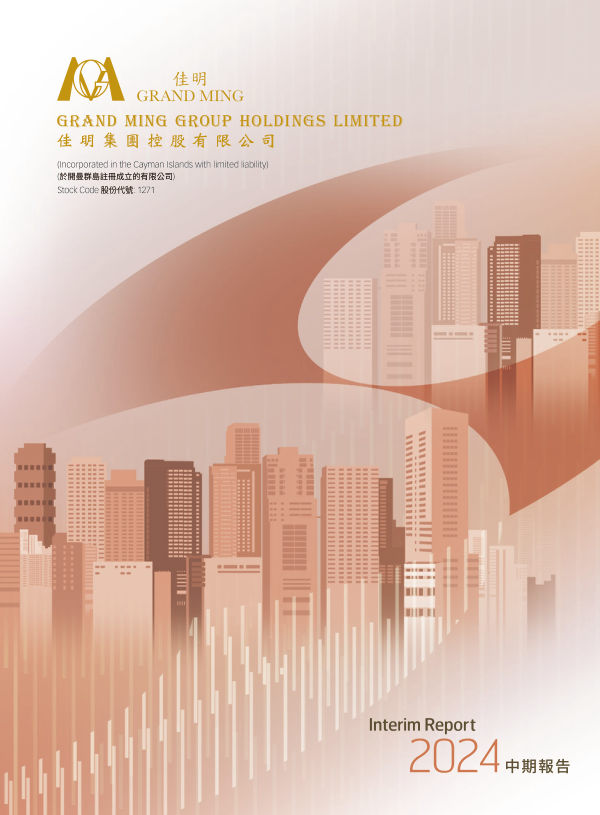 佳明
GRAND MING
GRAND MING GROUP HOLDINGS LIMITED
佳明集團控股有限公司
(Incorporated in the Cayman Islands with limited liability)
(於開曼群島註冊成立的有限公司)
Stock Code 股份代號: 1271
Interim Report
2024 中期報告